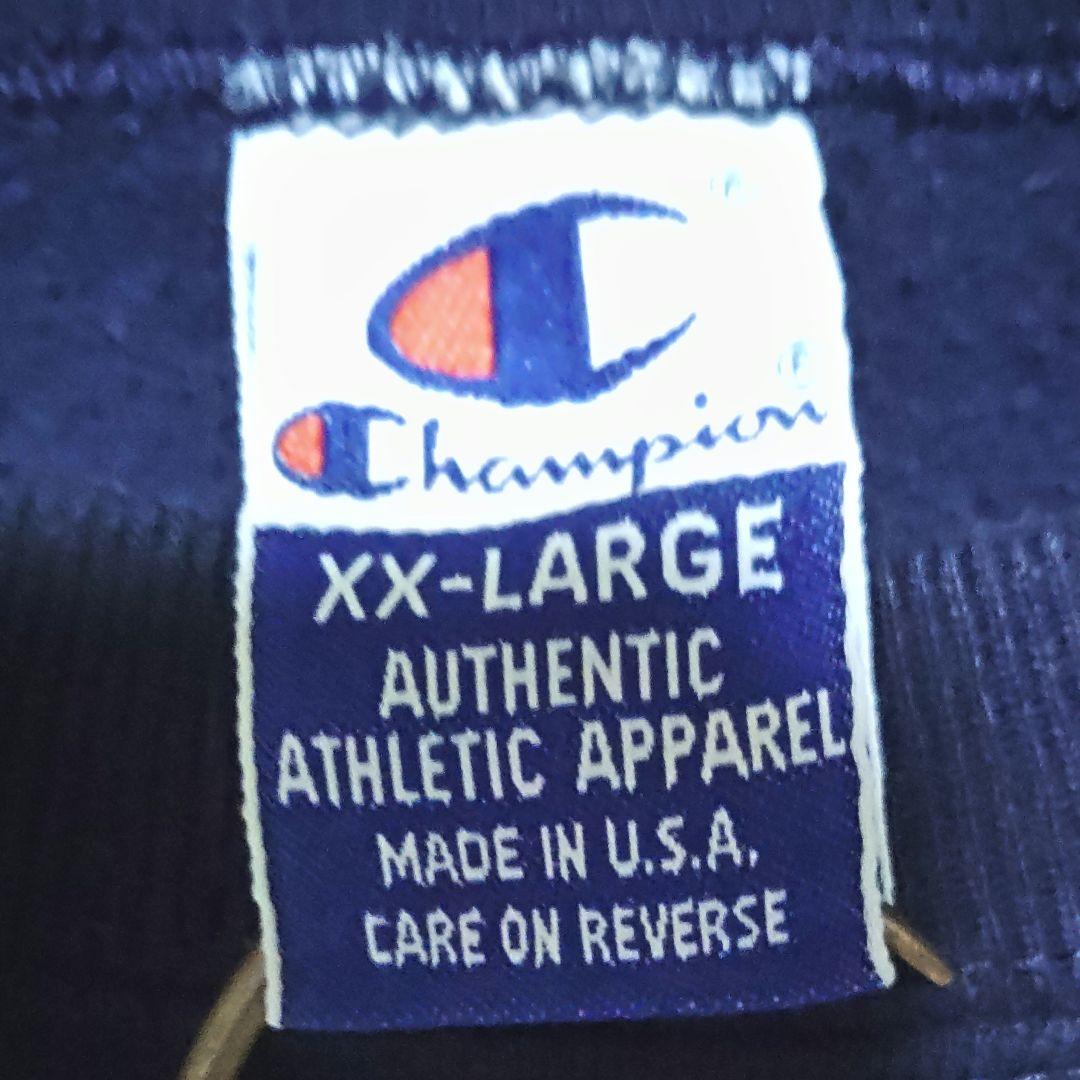 ®
®
Champion
XX-LARGE
AUTHENTIC
ATHLETIC APPAREL
MADE IN U.S.A.
CARE ON REVERSE